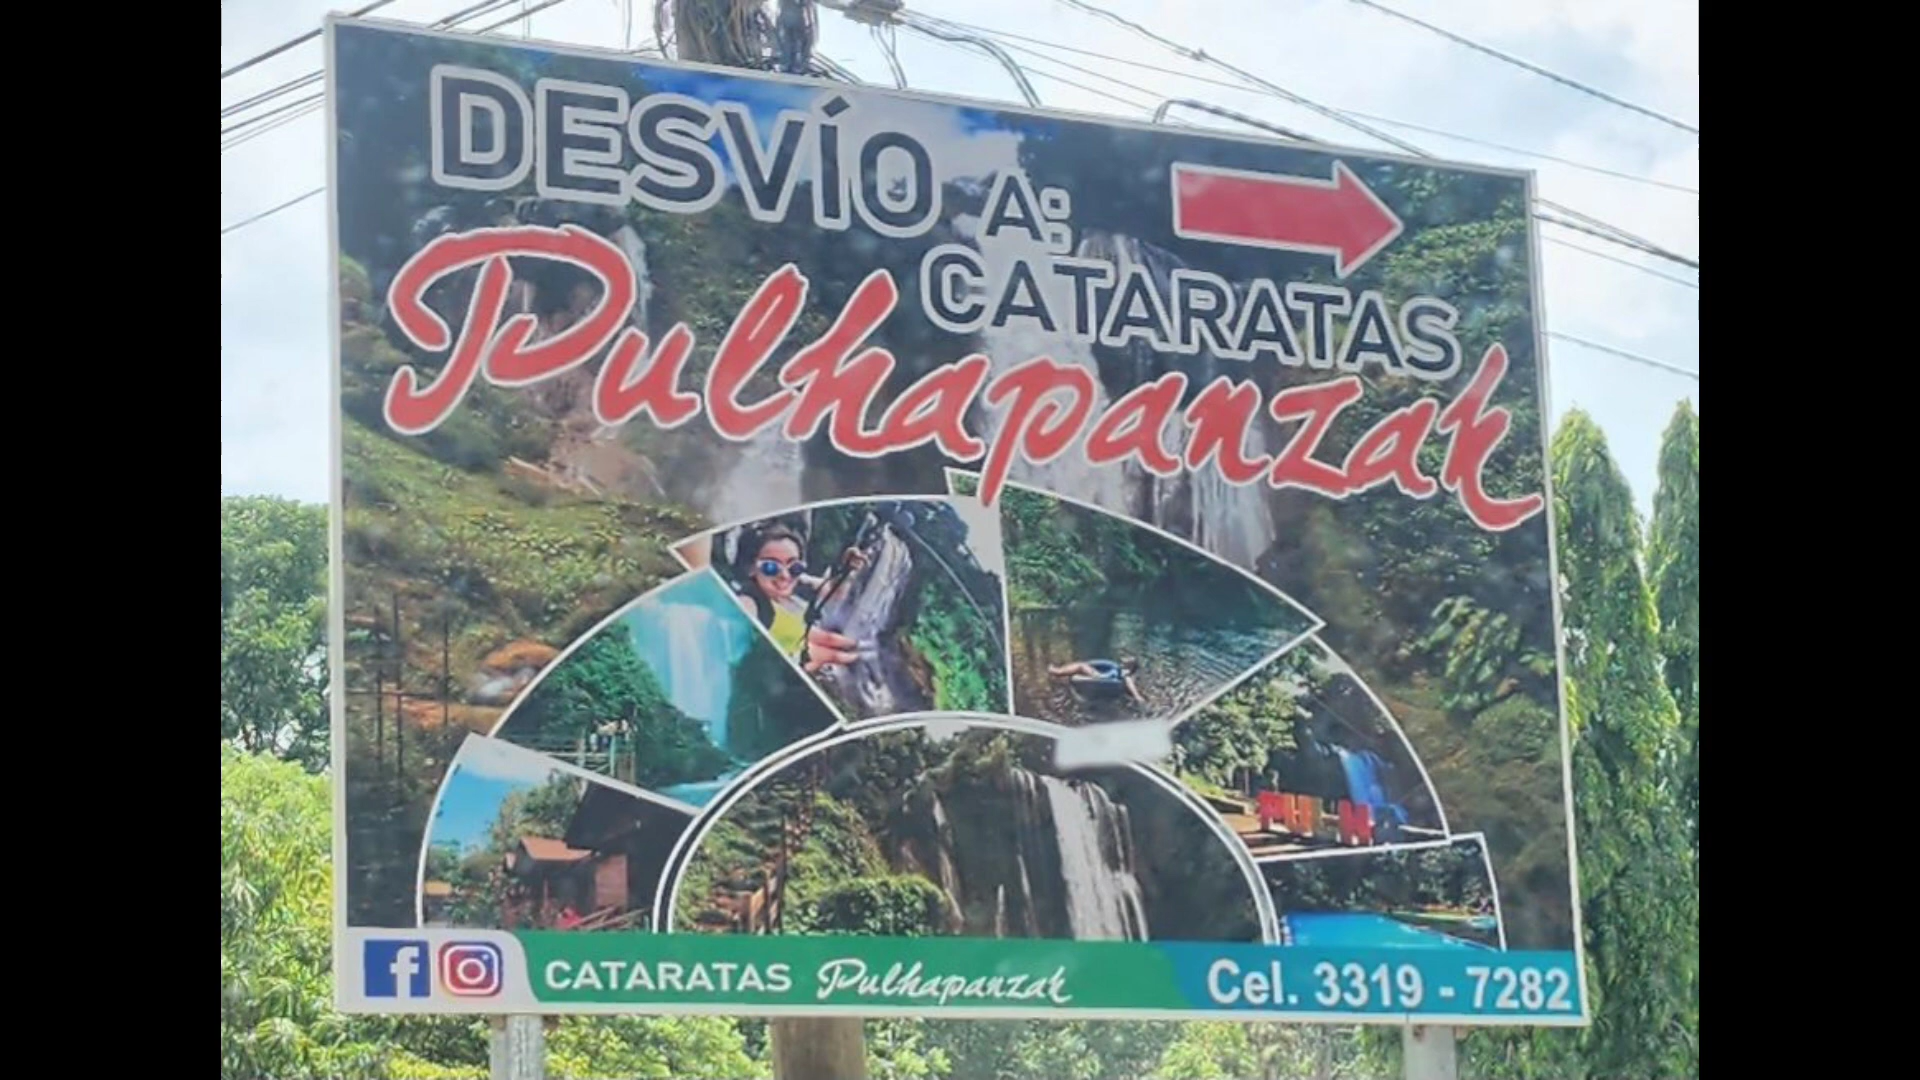 DESVÍO A:
CATARATAS
Pulhapanzak
CATARATAS Pulhapanzak
Cel. 3319 - 7282